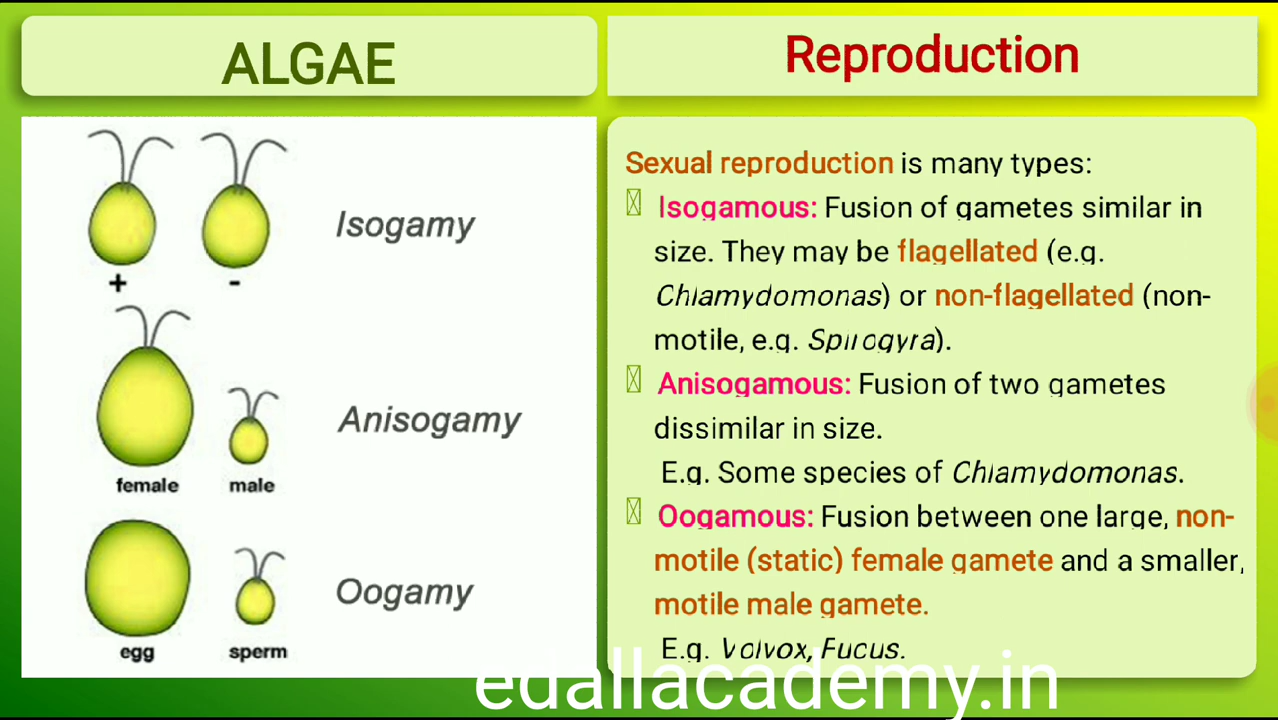 ALGAE
Reproduction
+
-
Isogamy
female
male
Anisogamy
egg
sperm
Oogamy
Sexual reproduction is many types:
Isogamous: Fusion of gametes similar in
size. They may be flagellated (e.g.
Chlamydomonas) or non-flagellated (non-
motile, e.g. Spirogyra).
Anisogamous: Fusion of two gametes
dissimilar in size.
E.g. Some species of Chlamydomonas.
Oogamous: Fusion between one large, non-
motile (static) female gamete and a smaller,
motile male gamete.
E.g. Volvox, Fucus.
edallacademy.in